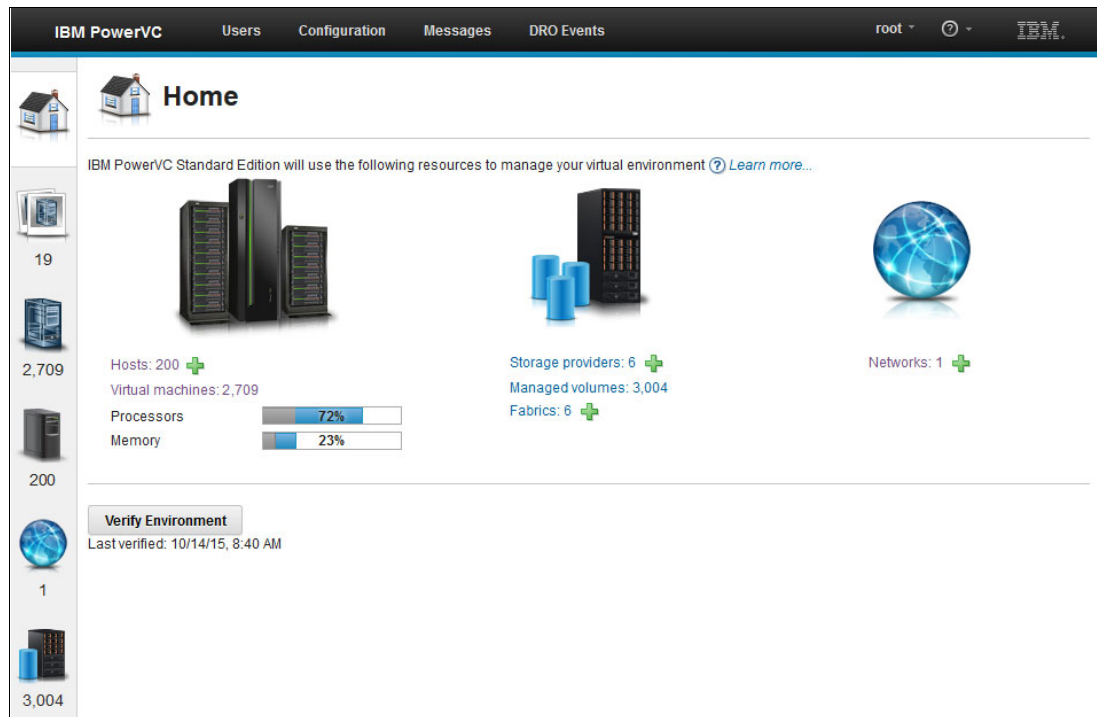 IBM PowerVC Users Configuration Messages DRO Events root ? IBM.
Home
IBM PowerVC Standard Edition will use the following resources to manage your virtual environment ? Learn more...
19
2,709
200
1
3,004
Hosts: 200
Virtual machines: 2,709
Processors 72%
Memory 23%
Storage providers: 6
Managed volumes: 3,004
Fabrics: 6
Networks: 1
Verify Environment
Last verified: 10/14/15, 8:40 AM